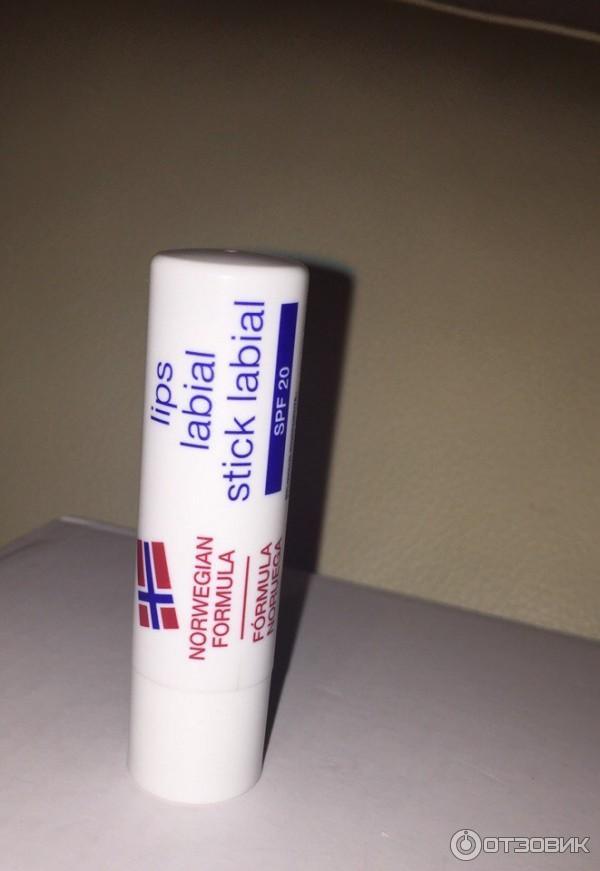 lips
labial
stick labial
SPF 20
NORWEGIAN
FORMULA
FÓRMULA
NORUEGA
ОТЗОВИК